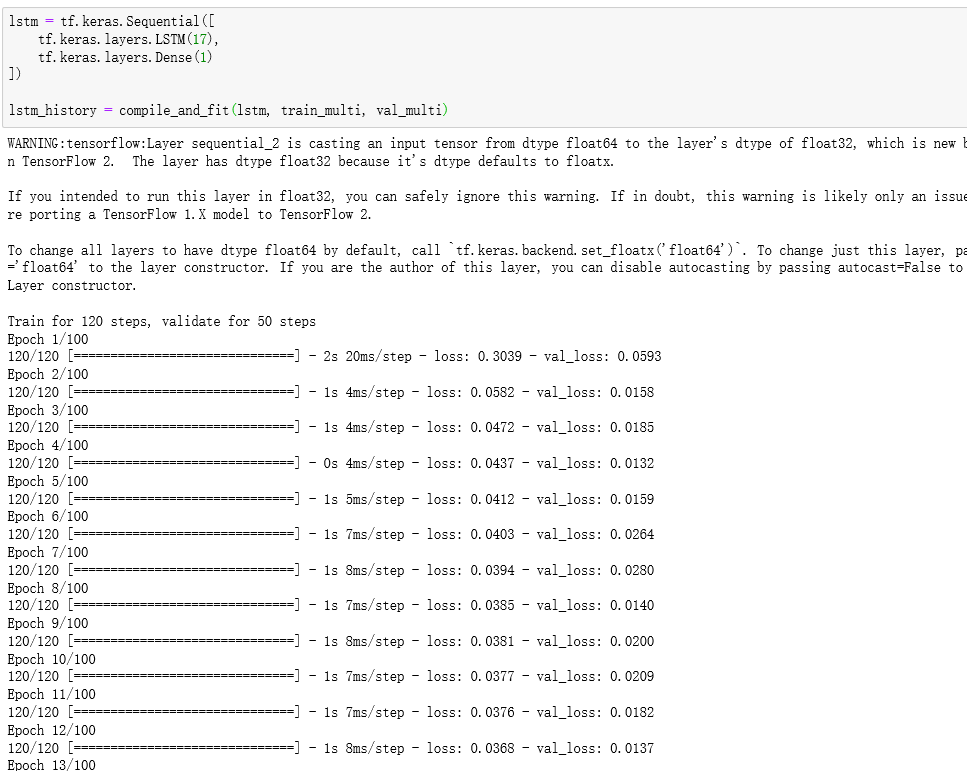 lstm = tf.keras.Sequential([
    tf.keras.layers.LSTM(17),
    tf.keras.layers.Dense(1)
])
lstm_history = compile_and_fit(lstm, train_multi, val_multi)
WARNING:tensorflow:Layer sequential_2 is casting an input tensor from dtype float64 to the layer's dtype of float32, which is new
n TensorFlow 2.  The layer has dtype float32 because it's dtype defaults to floatx.
If you intended to run this layer in float32, you can safely ignore this warning. If in doubt, this warning is likely only an issue
re porting a TensorFlow 1.X model to TensorFlow 2.
To change all layers to have dtype float64 by default, call `tf.keras.backend.set_floatx('float64')`. To change just this layer, pa
='float64' to the layer constructor. If you are the author of this layer, you can disable autocasting by passing autocast=False to
Layer constructor.
Train for 120 steps, validate for 50 steps
Epoch 1/100
120/120 [==============================] - 2s 20ms/step - loss: 0.3039 - val_loss: 0.0593
Epoch 2/100
120/120 [==============================] - 1s 4ms/step - loss: 0.0582 - val_loss: 0.0158
Epoch 3/100
120/120 [==============================] - 1s 4ms/step - loss: 0.0472 - val_loss: 0.0185
Epoch 4/100
120/120 [==============================] - 0s 4ms/step - loss: 0.0437 - val_loss: 0.0132
Epoch 5/100
120/120 [==============================] - 1s 5ms/step - loss: 0.0412 - val_loss: 0.0159
Epoch 6/100
120/120 [==============================] - 1s 7ms/step - loss: 0.0403 - val_loss: 0.0264
Epoch 7/100
120/120 [==============================] - 1s 8ms/step - loss: 0.0394 - val_loss: 0.0280
Epoch 8/100
120/120 [==============================] - 1s 7ms/step - loss: 0.0385 - val_loss: 0.0140
Epoch 9/100
120/120 [==============================] - 1s 8ms/step - loss: 0.0381 - val_loss: 0.0200
Epoch 10/100
120/120 [==============================] - 1s 7ms/step - loss: 0.0377 - val_loss: 0.0209
Epoch 11/100
120/120 [==============================] - 1s 7ms/step - loss: 0.0376 - val_loss: 0.0182
Epoch 12/100
120/120 [==============================] - 1s 8ms/step - loss: 0.0368 - val_loss: 0.0137
Epoch 13/100